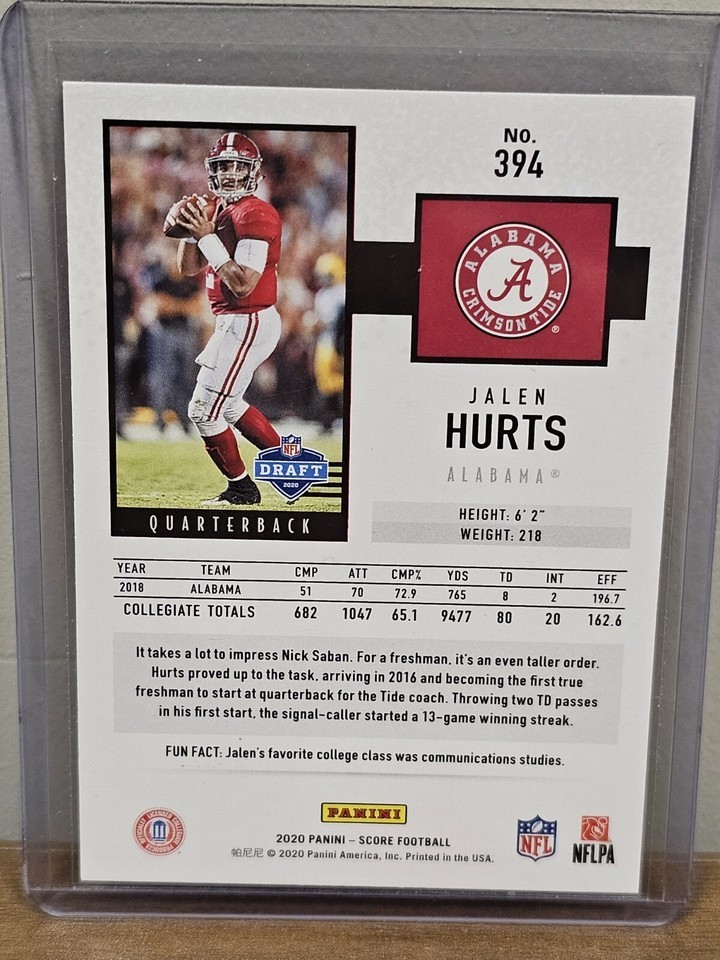 NO.
394
ALABAMA
A
CRIMSON TIDE
®
JALEN
HURTS
ALABAMA®
NFL
DRAFT
2020
QUARTERBACK
HEIGHT: 6' 2"
WEIGHT: 218
YEAR TEAM CMP ATT CMP% YDS TD INT EFF
2018 ALABAMA 51 70 72.9 765 8 2 196.7
COLLEGIATE TOTALS 682 1047 65.1 9477 80 20 162.6
It takes a lot to impress Nick Saban. For a freshman, it's an even taller order.
Hurts proved up to the task, arriving in 2016 and becoming the first true
freshman to start at quarterback for the Tide coach. Throwing two TD passes
in his first start, the signal-caller started a 13-game winning streak.
FUN FACT: Jalen's favorite college class was communications studies.
OFFICIALLY LICENSED COLLEGIATE PRODUCTS
PANINI
2020 PANINI – SCORE FOOTBALL
帕尼尼 © 2020 Panini America, Inc. Printed in the USA.
NFL
NFLPA